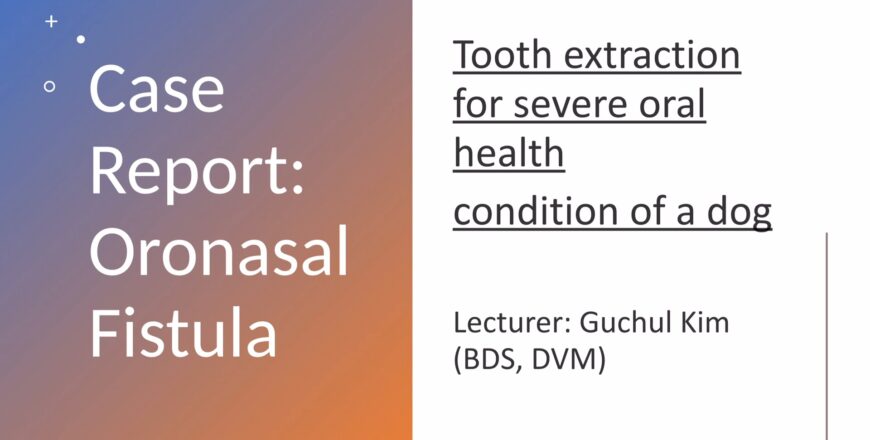 Case
Report:
Oronasal
Fistula
Tooth extraction
for severe oral
health
condition of a dog
Lecturer: Guchul Kim
(BDS, DVM)